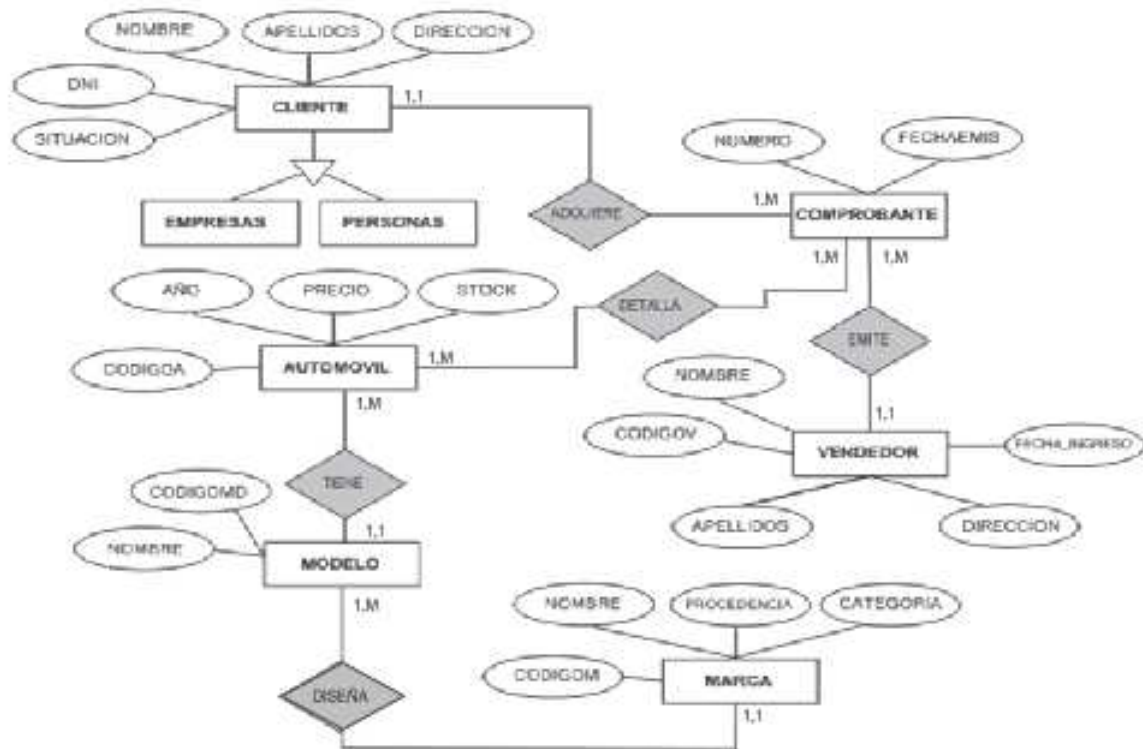 NOMBRE APELLIDOS DIRECCION
DNI
CLIENTE 1,1
SITUACION
NUMERO FECHAEMIS
EMPRESAS PERSONAS
ADQUIERE 1,M COMPROBANTE
1,M 1,M
AÑO PRECIO STOCK
DETALLA
EMITE
CODIGOA AUTOMOVIL 1,M
1,M
NOMBRE
1,1
CODIGOV VENDEDOR FECHA_INGRESO
TIENE
CODIGOMD
APELLIDOS DIRECCION
1,1
NOMBRE MODELO
1,M
NOMBRE PROCEDENCIA CATEGORIA
CODIGOM MARCA
DISEÑA
1,1